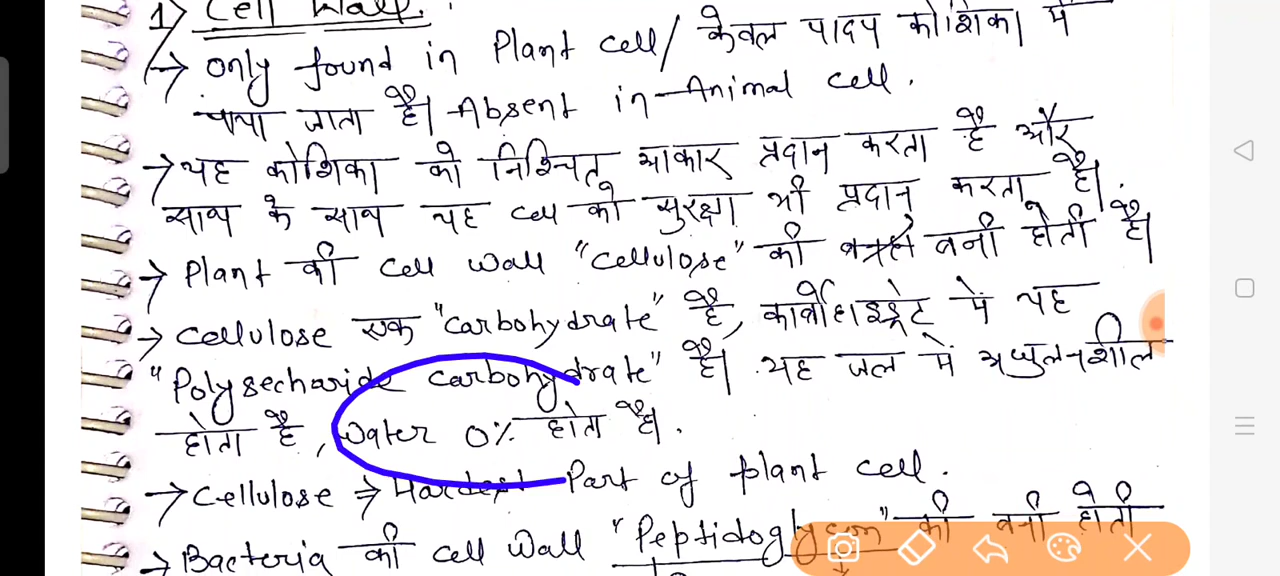 1) Cell Wall :
→ only found in Plant cell / केवल पादप कोशिका में
पाया जाता है। Absent in Animal cell.
→ यह कोशिका को निश्चित आकार प्रदान करता है और
साथ के साथ यह cell को सुरक्षा भी प्रदान करता है।
→ Plant की cell wall "cellulose" की बनी होती है।
→ Cellulose एक "carbohydrate" है, कार्बोहाइड्रेट में यह
"Polysecharide carbohydrate" है। यह जल में अघुलनशील
होता है, water 0% होता है।
→ Cellulose ⇒ Hardest Part of plant cell.
→ Bacteria की cell wall "Peptidoglycan" की बनी होती